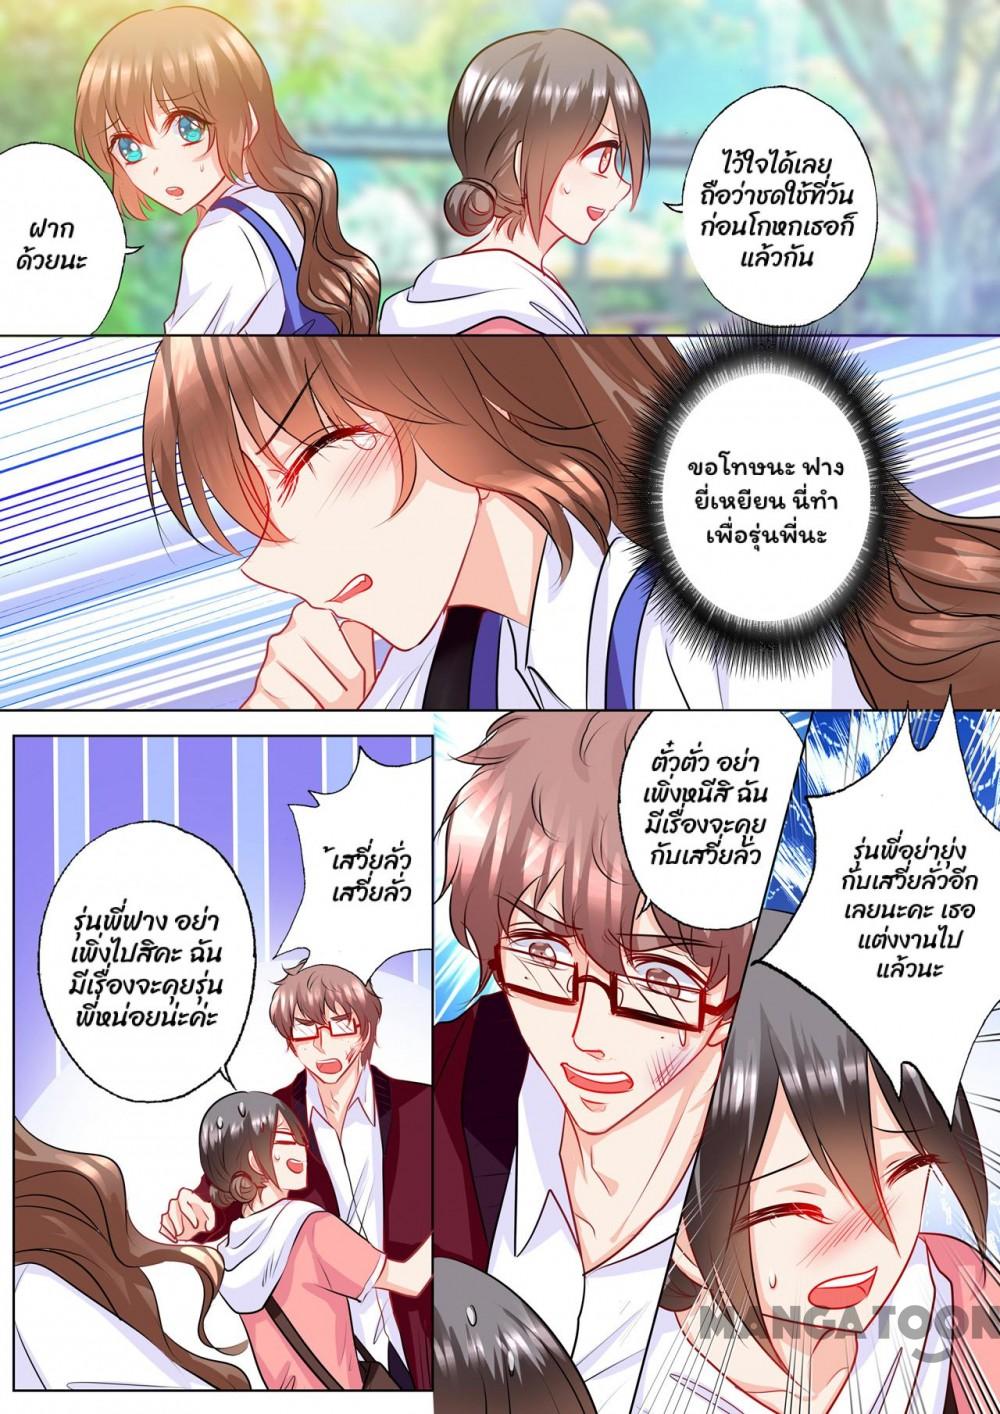 ฝาก
ด้วยนะ
ไว้ใจได้เลย
ถือว่าชดใช้ที่วัน
ก่อนโกหกเธอก็
แล้วกัน
ขอโทษนะ ฟาง
ยี่เหยียน นี่ทำ
เพื่อรุ่นพี่นะ
เสวี่ยลั่ว
เสวี่ยลั่ว
รุ่นพี่ฟาง อย่า
เพิ่งไปสิคะ ฉัน
มีเรื่องจะคุยรุ่น
พี่หน่อยน่ะค่ะ
ตั๋วตั่ว อย่า
เพิ่งหนีสิ ฉัน
มีเรื่องจะคุย
กับเสวี่ยลั่ว
รุ่นพี่อย่ายุ่ง
กับเสวี่ยลั่วอีก
เลยนะคะ เธอ
แต่งงานไป
แล้วนะ
MANGATOON